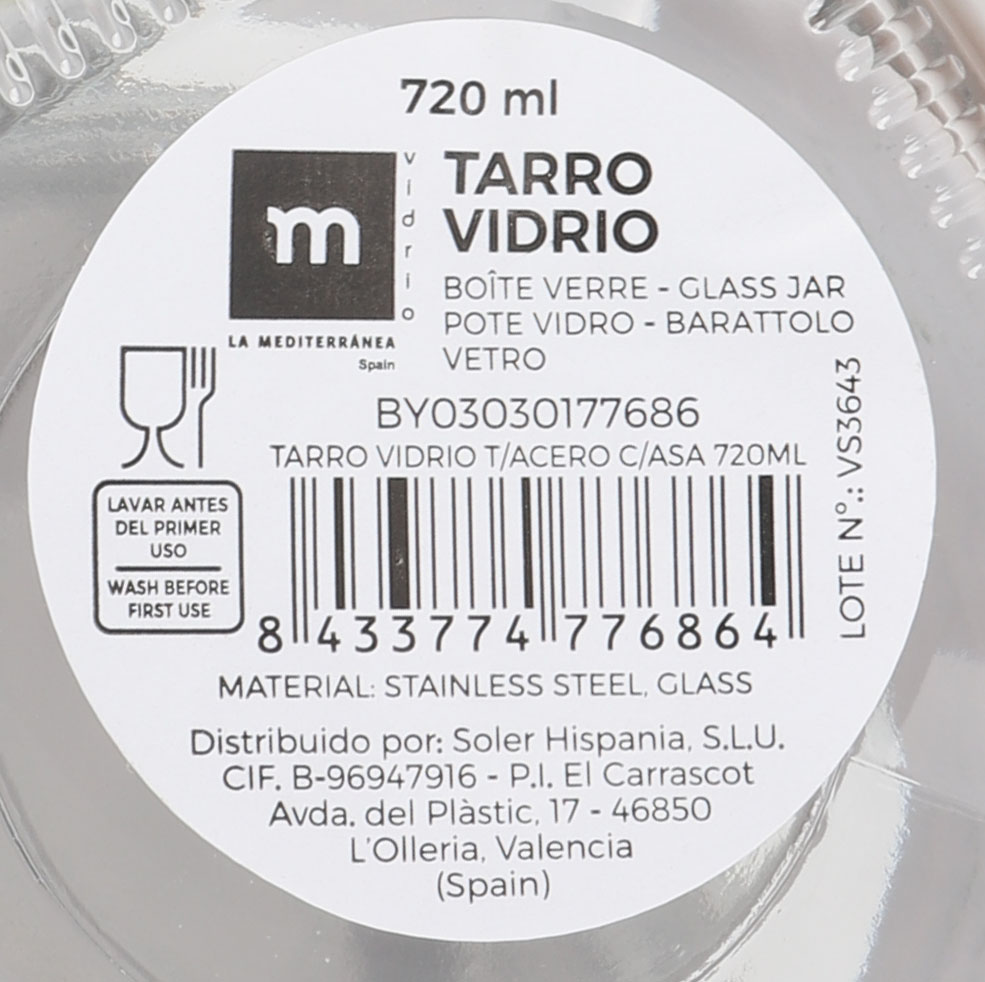 720 ml
m
vidrio
LA MEDITERRÁNEA
Spain
TARRO
VIDRIO
BOÎTE VERRE - GLASS JAR
POTE VIDRO - BARATTOLO
VETRO
BY03030177686
TARRO VIDRIO T/ACERO C/ASA 720ML
LAVAR ANTES
DEL PRIMER
USO
WASH BEFORE
FIRST USE
8 433774 776864
LOTE Nº.: VS3643
MATERIAL: STAINLESS STEEL, GLASS
Distribuido por: Soler Hispania, S.L.U.
CIF. B-96947916 - P.I. El Carrascot
Avda. del Plàstic, 17 - 46850
L'Olleria, Valencia
(Spain)